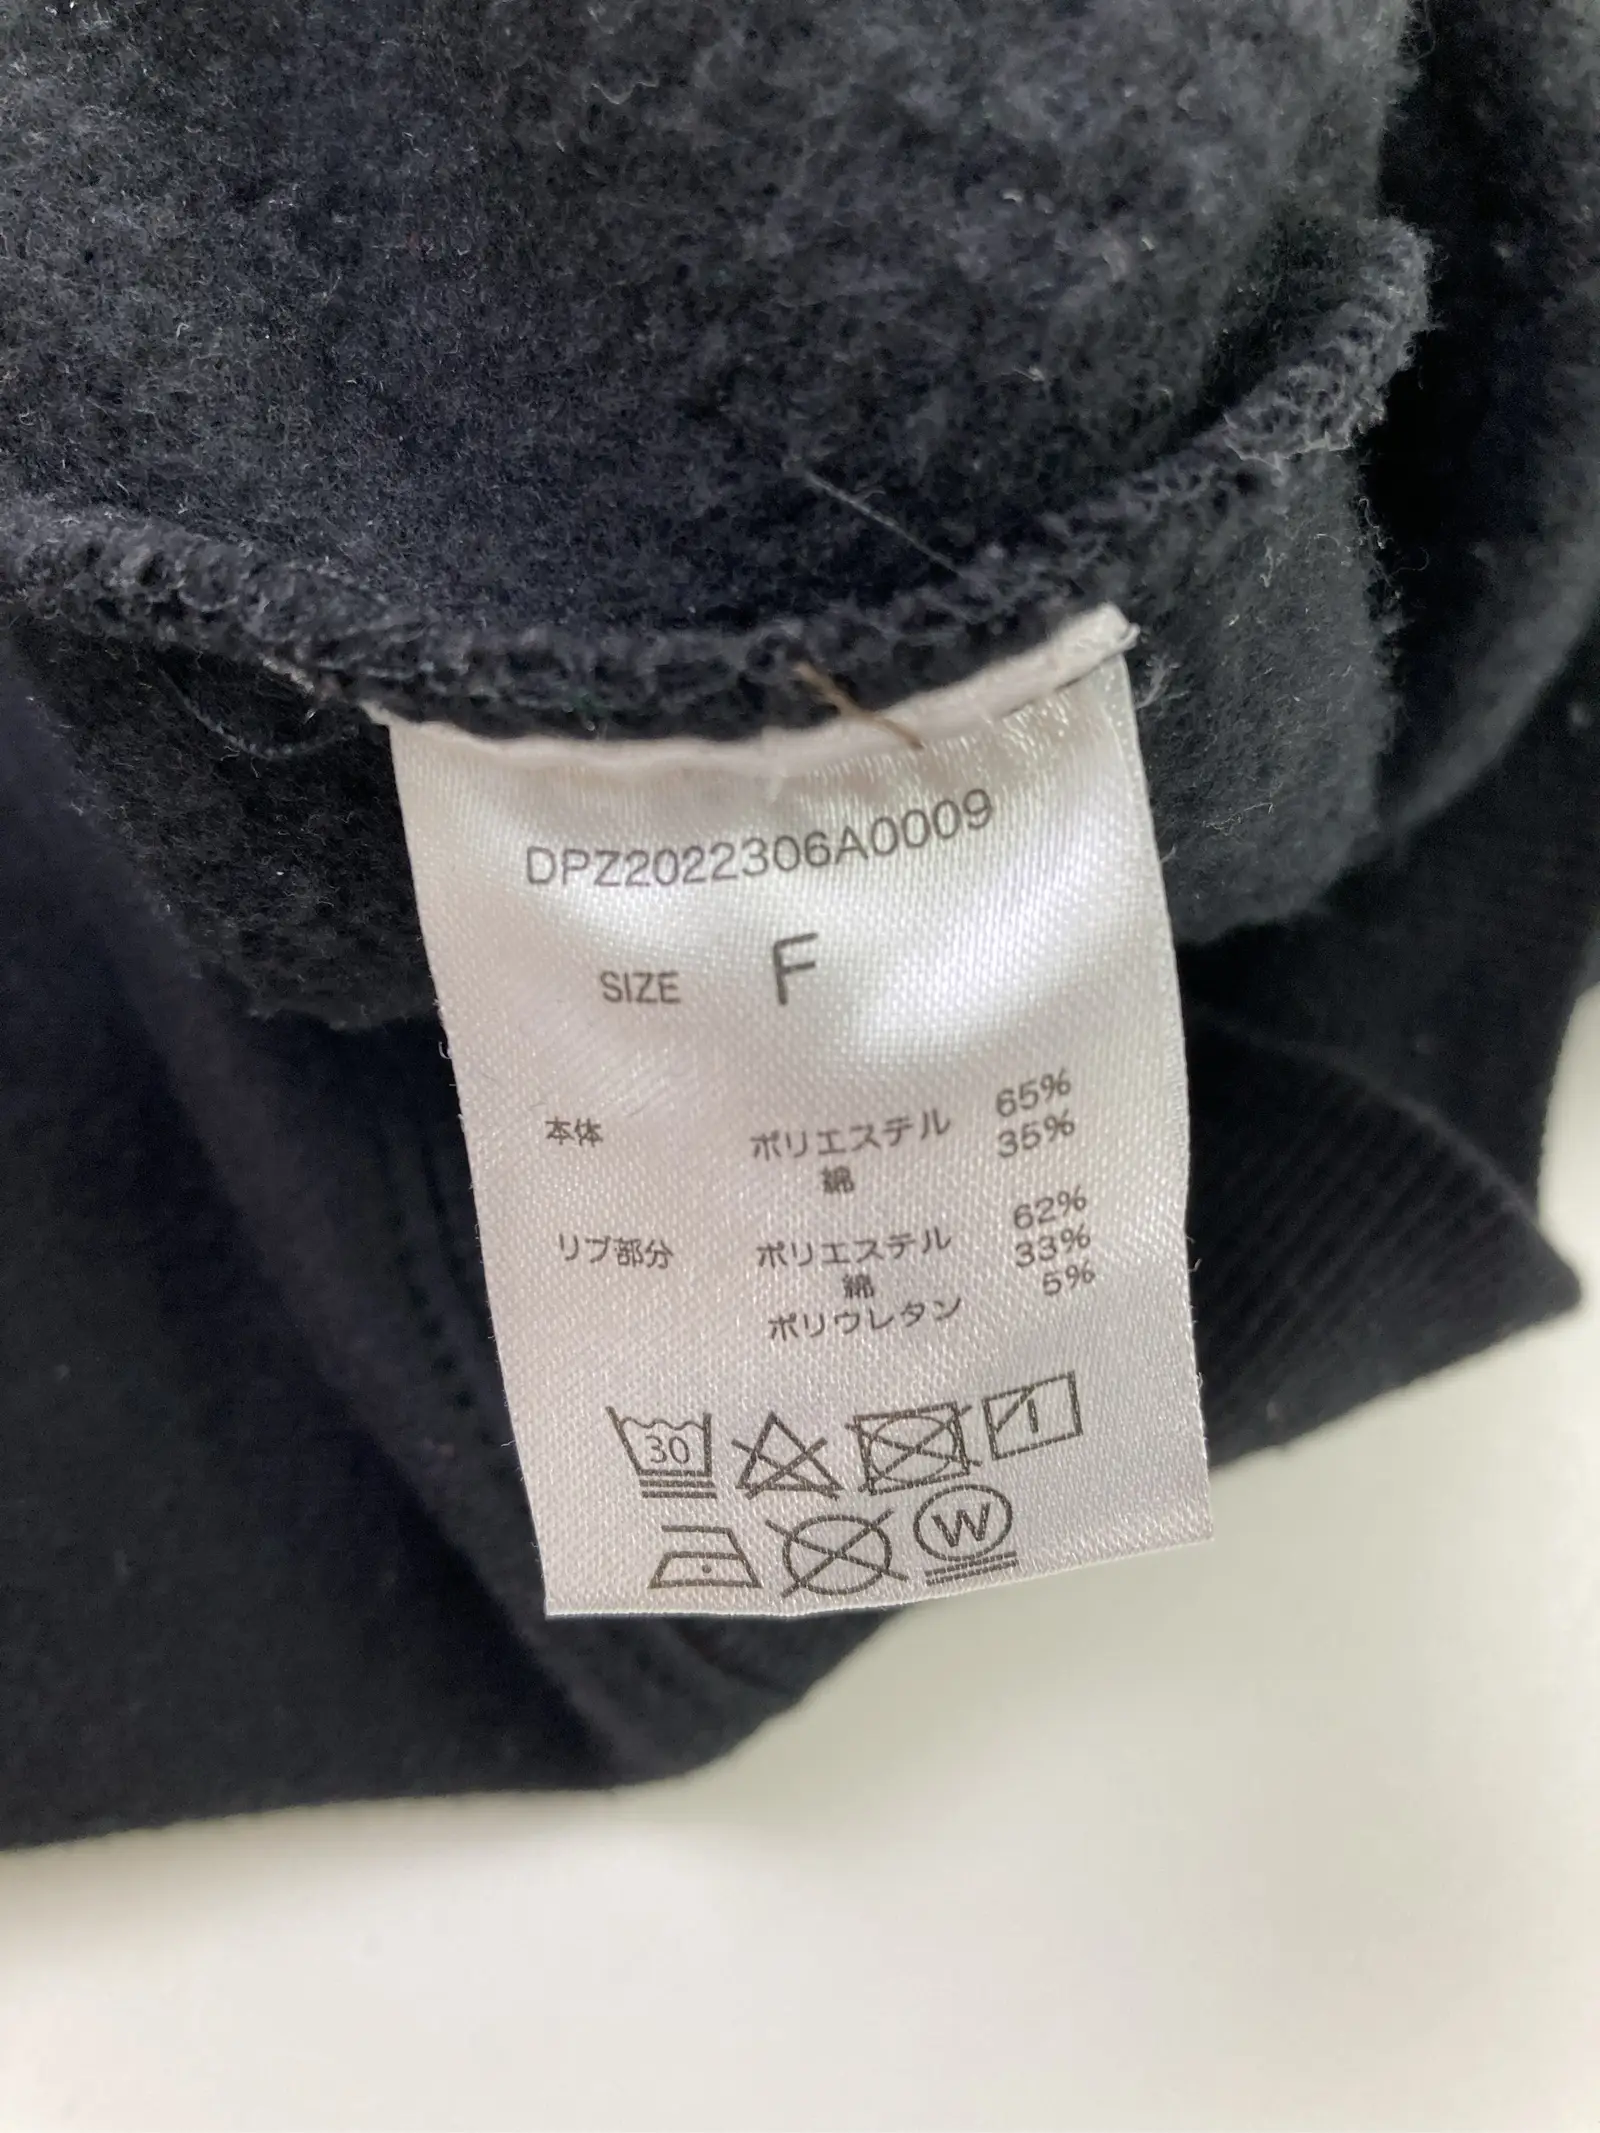 DPZ2022306A0009
SIZE F
本体 ポリエステル 65%
綿 35%
リブ部分 ポリエステル 62%
綿 33%
ポリウレタン 5%
30
W